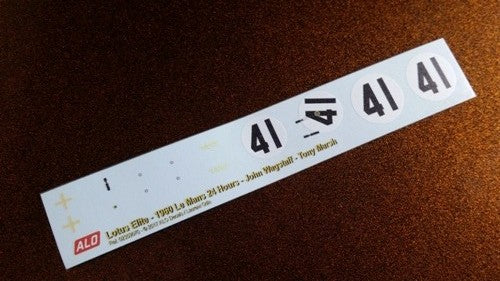 41 41 41 41
ALO
Lotus Elite - 1960 Le Mans 24 Hours - John Wagstaff - Tony Marsh